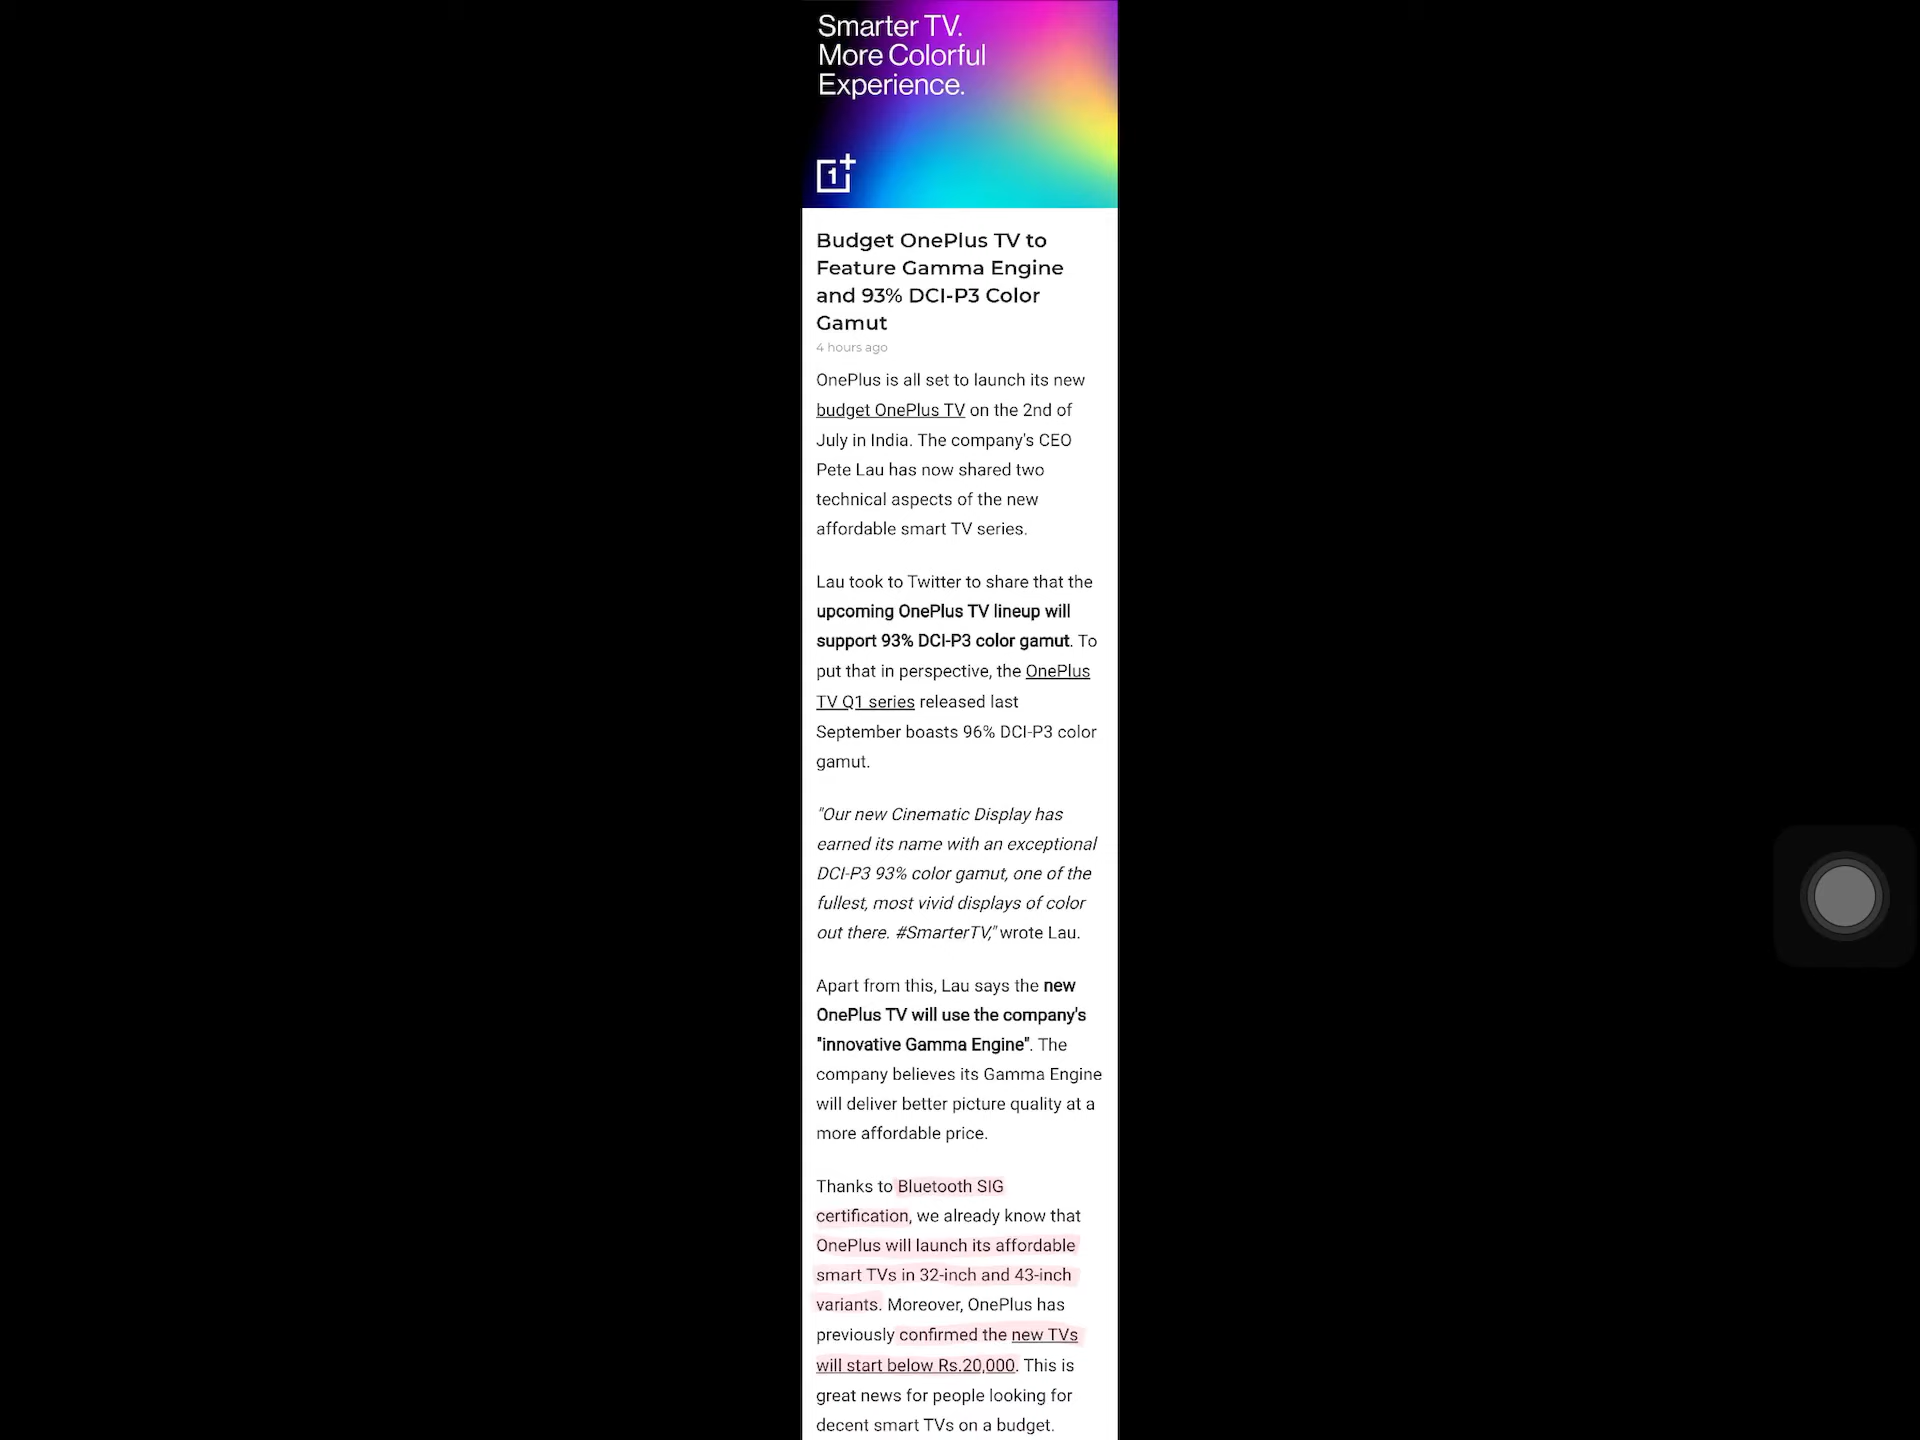 Smarter TV.
More Colorful
Experience.
1+
Budget OnePlus TV to
Feature Gamma Engine
and 93% DCI-P3 Color
Gamut
4 hours ago
OnePlus is all set to launch its new
budget OnePlus TV on the 2nd of
July in India. The company's CEO
Pete Lau has now shared two
technical aspects of the new
affordable smart TV series.
Lau took to Twitter to share that the
upcoming OnePlus TV lineup will
support 93% DCI-P3 color gamut. To
put that in perspective, the OnePlus
TV Q1 series released last
September boasts 96% DCI-P3 color
gamut.
"Our new Cinematic Display has
earned its name with an exceptional
DCI-P3 93% color gamut, one of the
fullest, most vivid displays of color
out there. #SmarterTV," wrote Lau.
Apart from this, Lau says the new
OnePlus TV will use the company's
"innovative Gamma Engine". The
company believes its Gamma Engine
will deliver better picture quality at a
more affordable price.
Thanks to Bluetooth SIG
certification, we already know that
OnePlus will launch its affordable
smart TVs in 32-inch and 43-inch
variants. Moreover, OnePlus has
previously confirmed the new TVs
will start below Rs.20,000. This is
great news for people looking for
decent smart TVs on a budget.